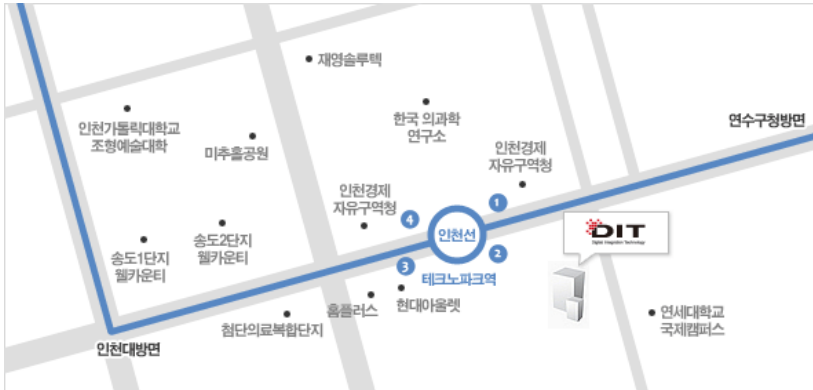 재영솔루텍
인천가톨릭대학교
조형예술대학
미추홀공원
한국 의과학
연구소
연수구청방면
인천경제
자유구역청
1
인천경제
자유구역청
4
인천선
2
DIT
Digital Integration Technology
송도1단지
웰카운티
송도2단지
웰카운티
3
테크노파크역
현대아울렛
홈플러스
첨단의료복합단지
연세대학교
국제캠퍼스
인천대방면